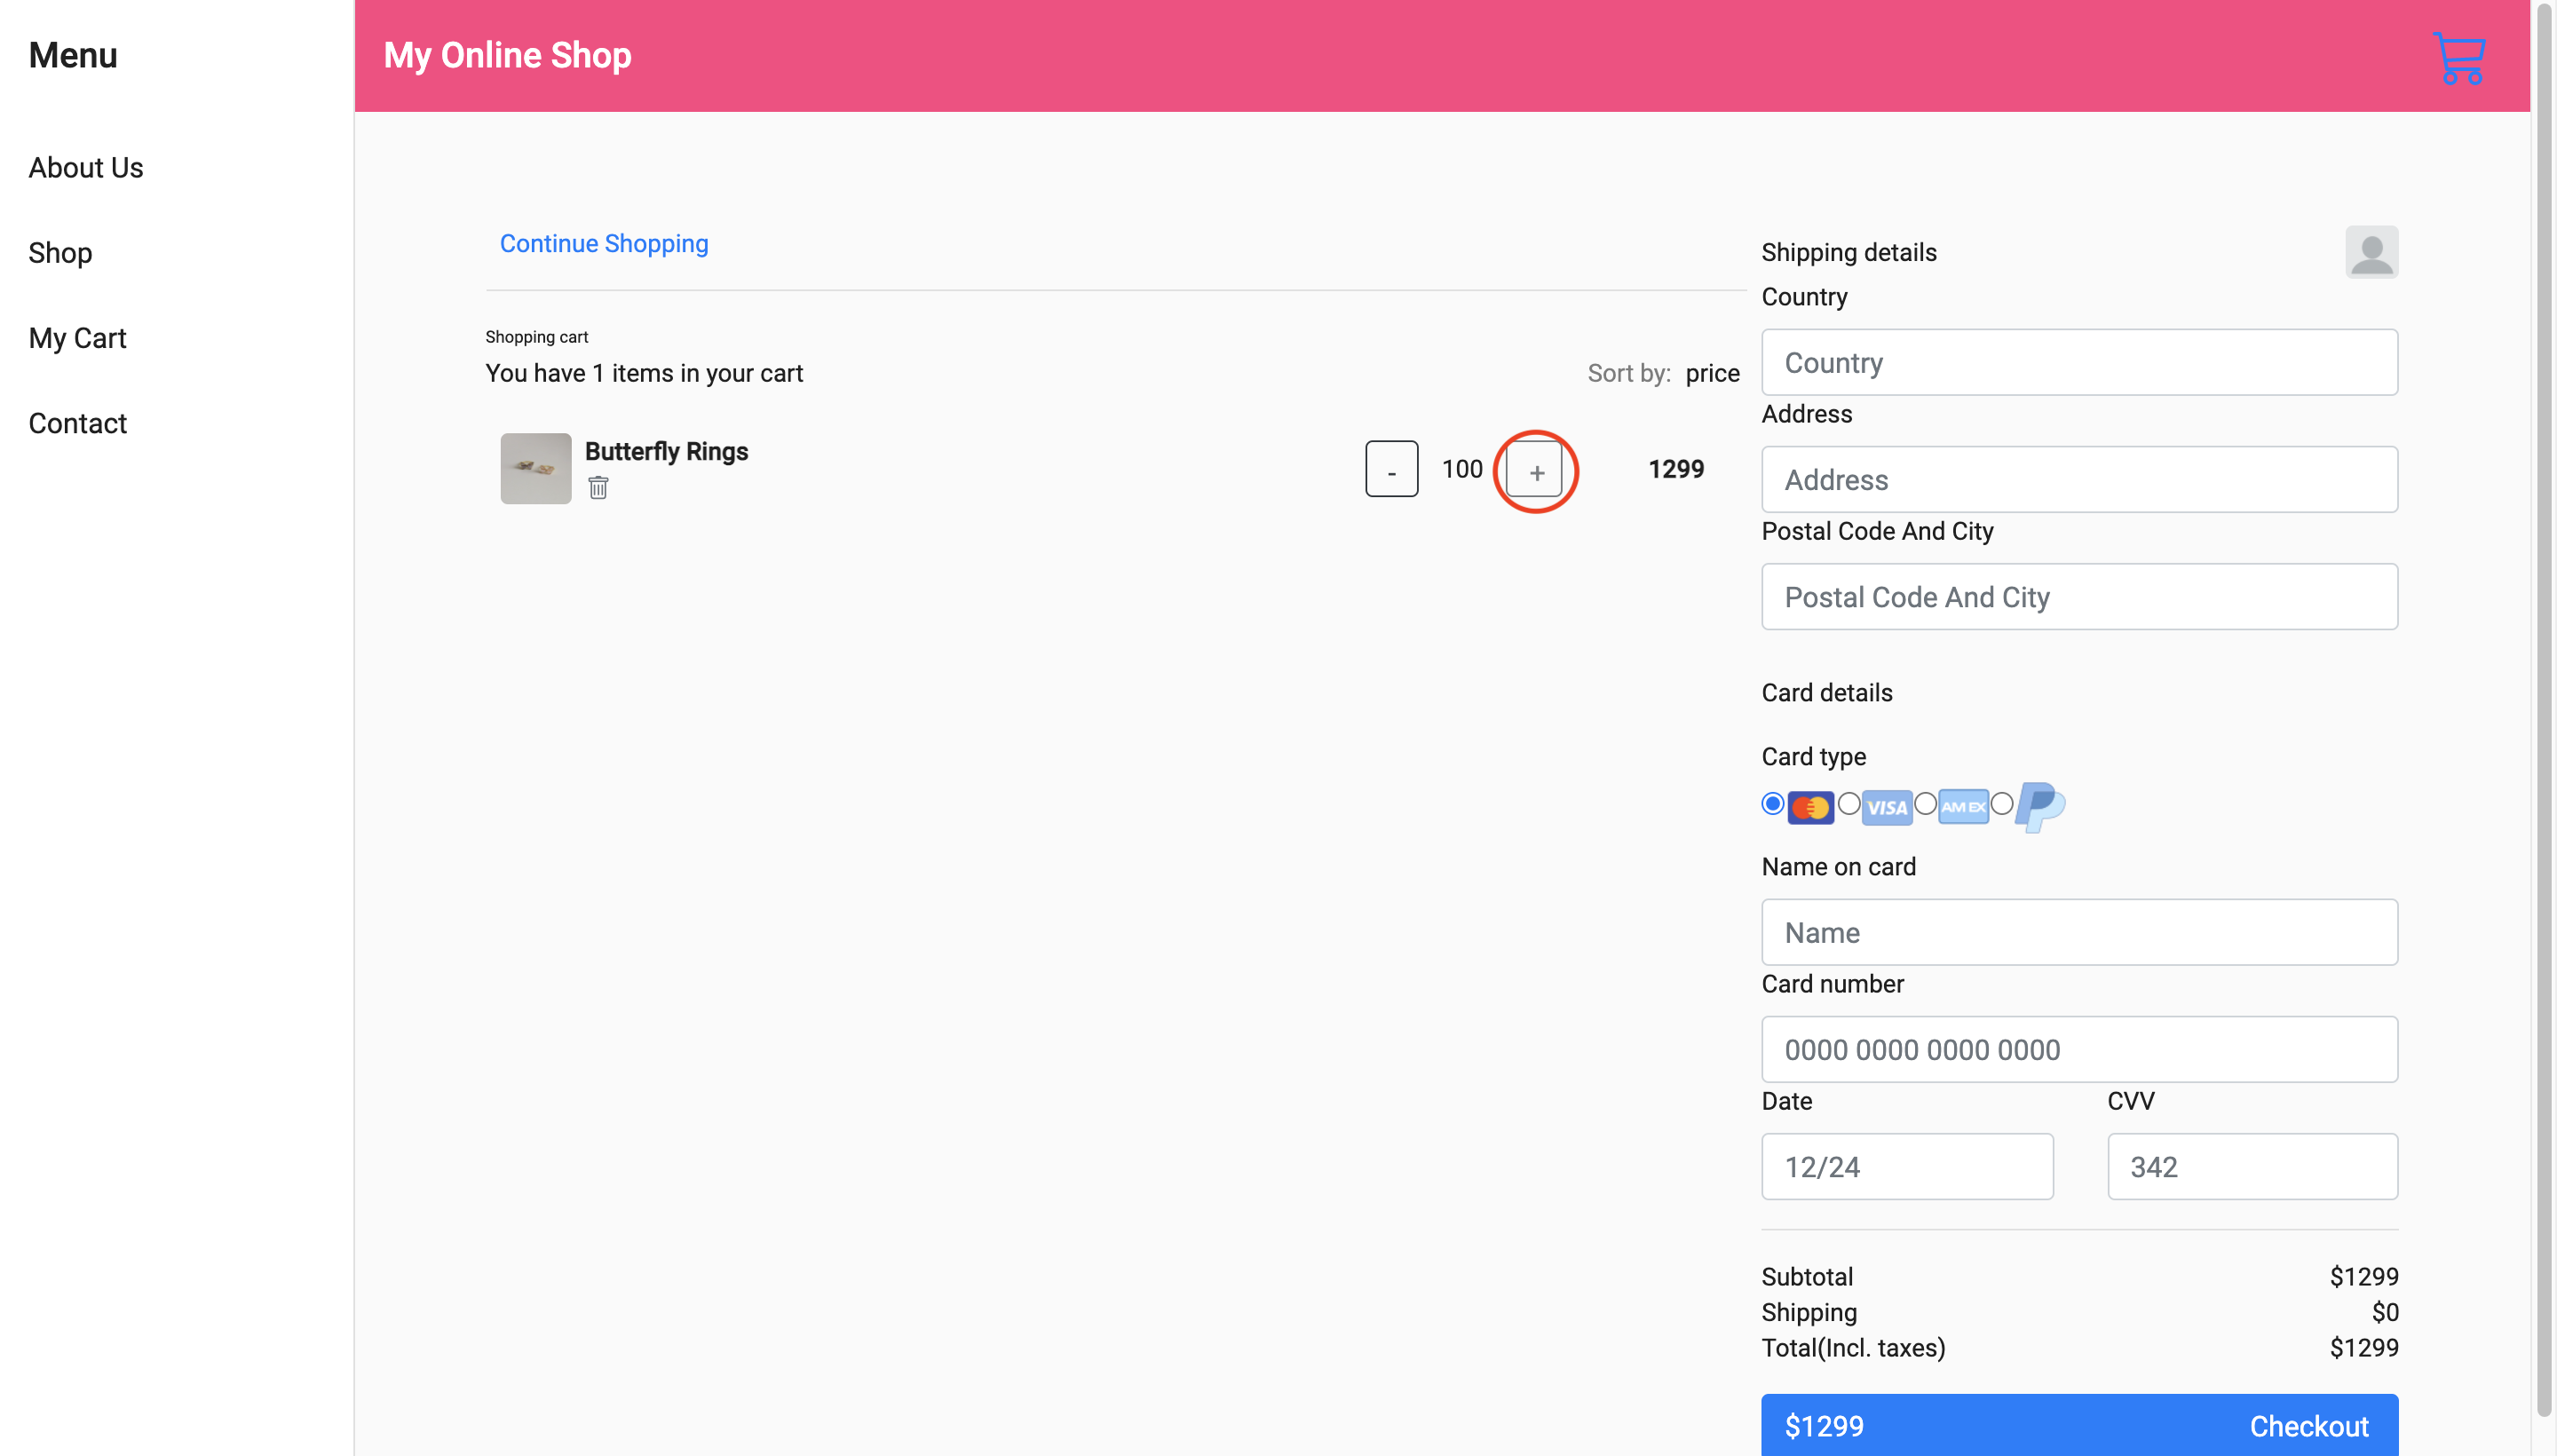 Menu
About Us
Shop
My Cart
Contact
My Online Shop
Continue Shopping
Shopping cart
You have 1 items in your cart
Sort by: price
Butterfly Rings
- 100 + 1299
Shipping details
Country
Country
Address
Address
Postal Code And City
Postal Code And City
Card details
Card type
VISA AMEX
Name on card
Name
Card number
0000 0000 0000 0000
Date CVV
12/24 342
Subtotal $1299
Shipping $0
Total(Incl. taxes) $1299
$1299 Checkout